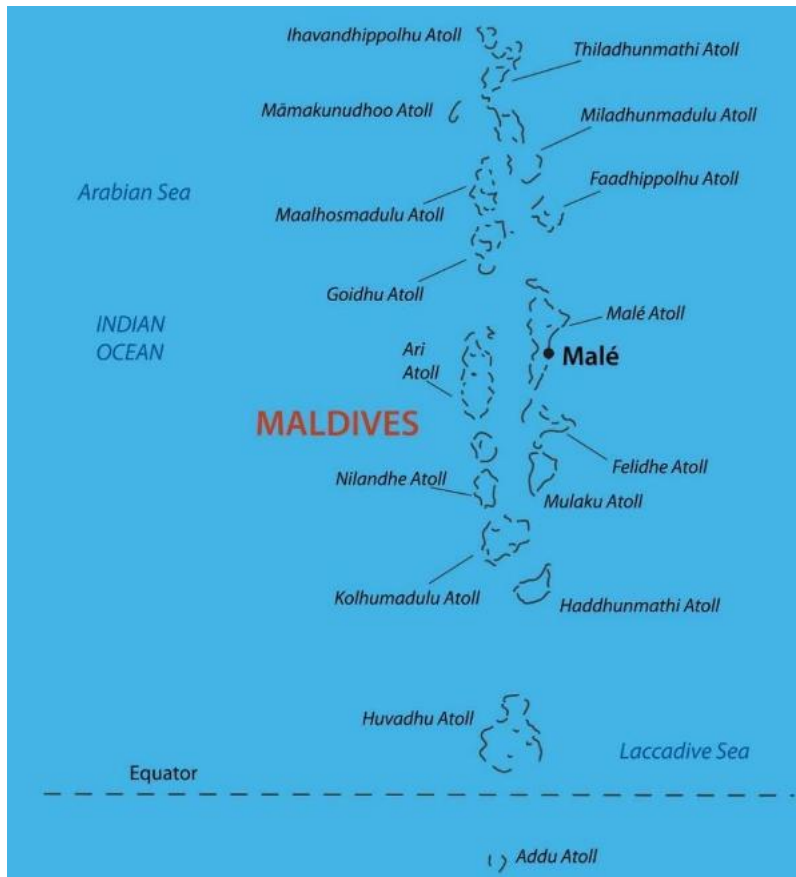 Ihavandhippolhu Atoll
Thiladhunmathi Atoll
Māmakunudhoo Atoll
Miladhunmadulu Atoll
Arabian Sea
Faadhippolhu Atoll
Maalhosmadulu Atoll
Goidhu Atoll
Malé Atoll
INDIAN
OCEAN
Ari
Atoll
Malé
MALDIVES
Felidhe Atoll
Nilandhe Atoll
Mulaku Atoll
Kolhumadulu Atoll
Haddhunmathi Atoll
Huvadhu Atoll
Laccadive Sea
Equator
Addu Atoll